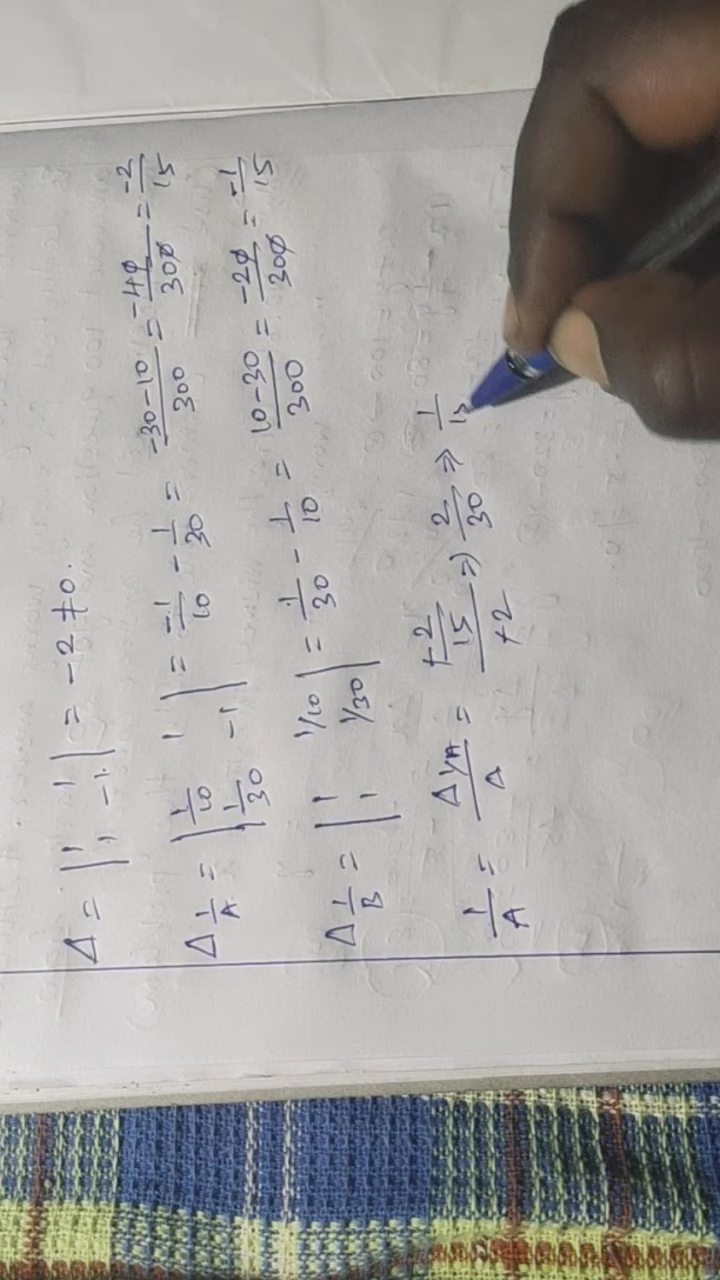 Δ = | 1 1 | = -2 ≠ 0.
| 1 -1 |
Δ 1/A = | 1/10 1 | = -1/10 - 1/30 = -30-10/300 = -40/300 = -2/15
| 1/30 -1 |
Δ 1/B = | 1 1/10 | = 1/30 - 1/10 = 10-30/300 = -20/300 = -1/15
| 1 1/30 |
1/A = Δ1/A / Δ = +2/15 / +2 => 2/30 => 1/15